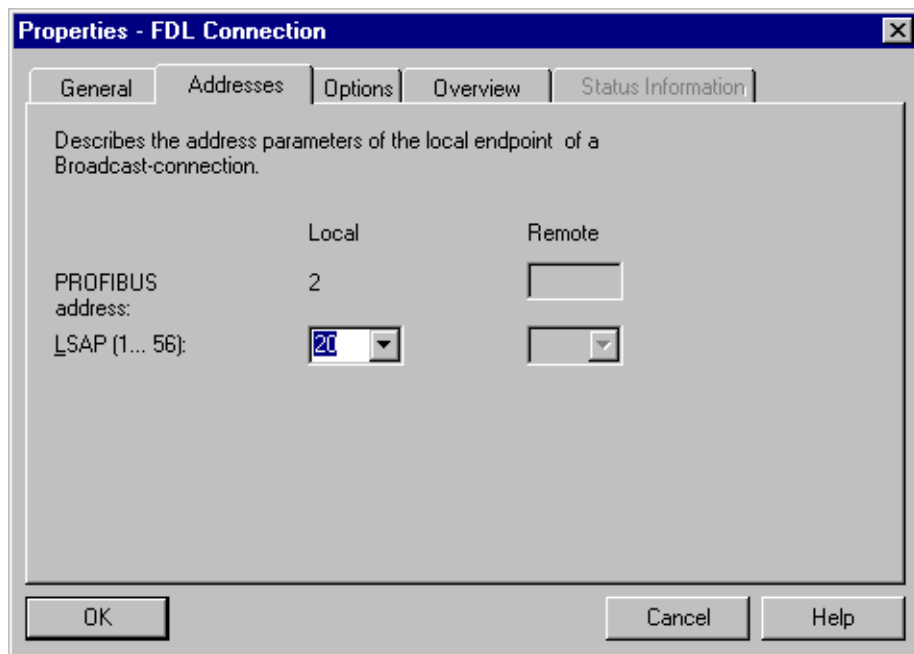 Properties - FDL Connection
General Addresses Options Overview Status Information
Describes the address parameters of the local endpoint of a
Broadcast-connection.
Local Remote
PROFIBUS 2
address:
LSAP (1... 56): 20
OK Cancel Help